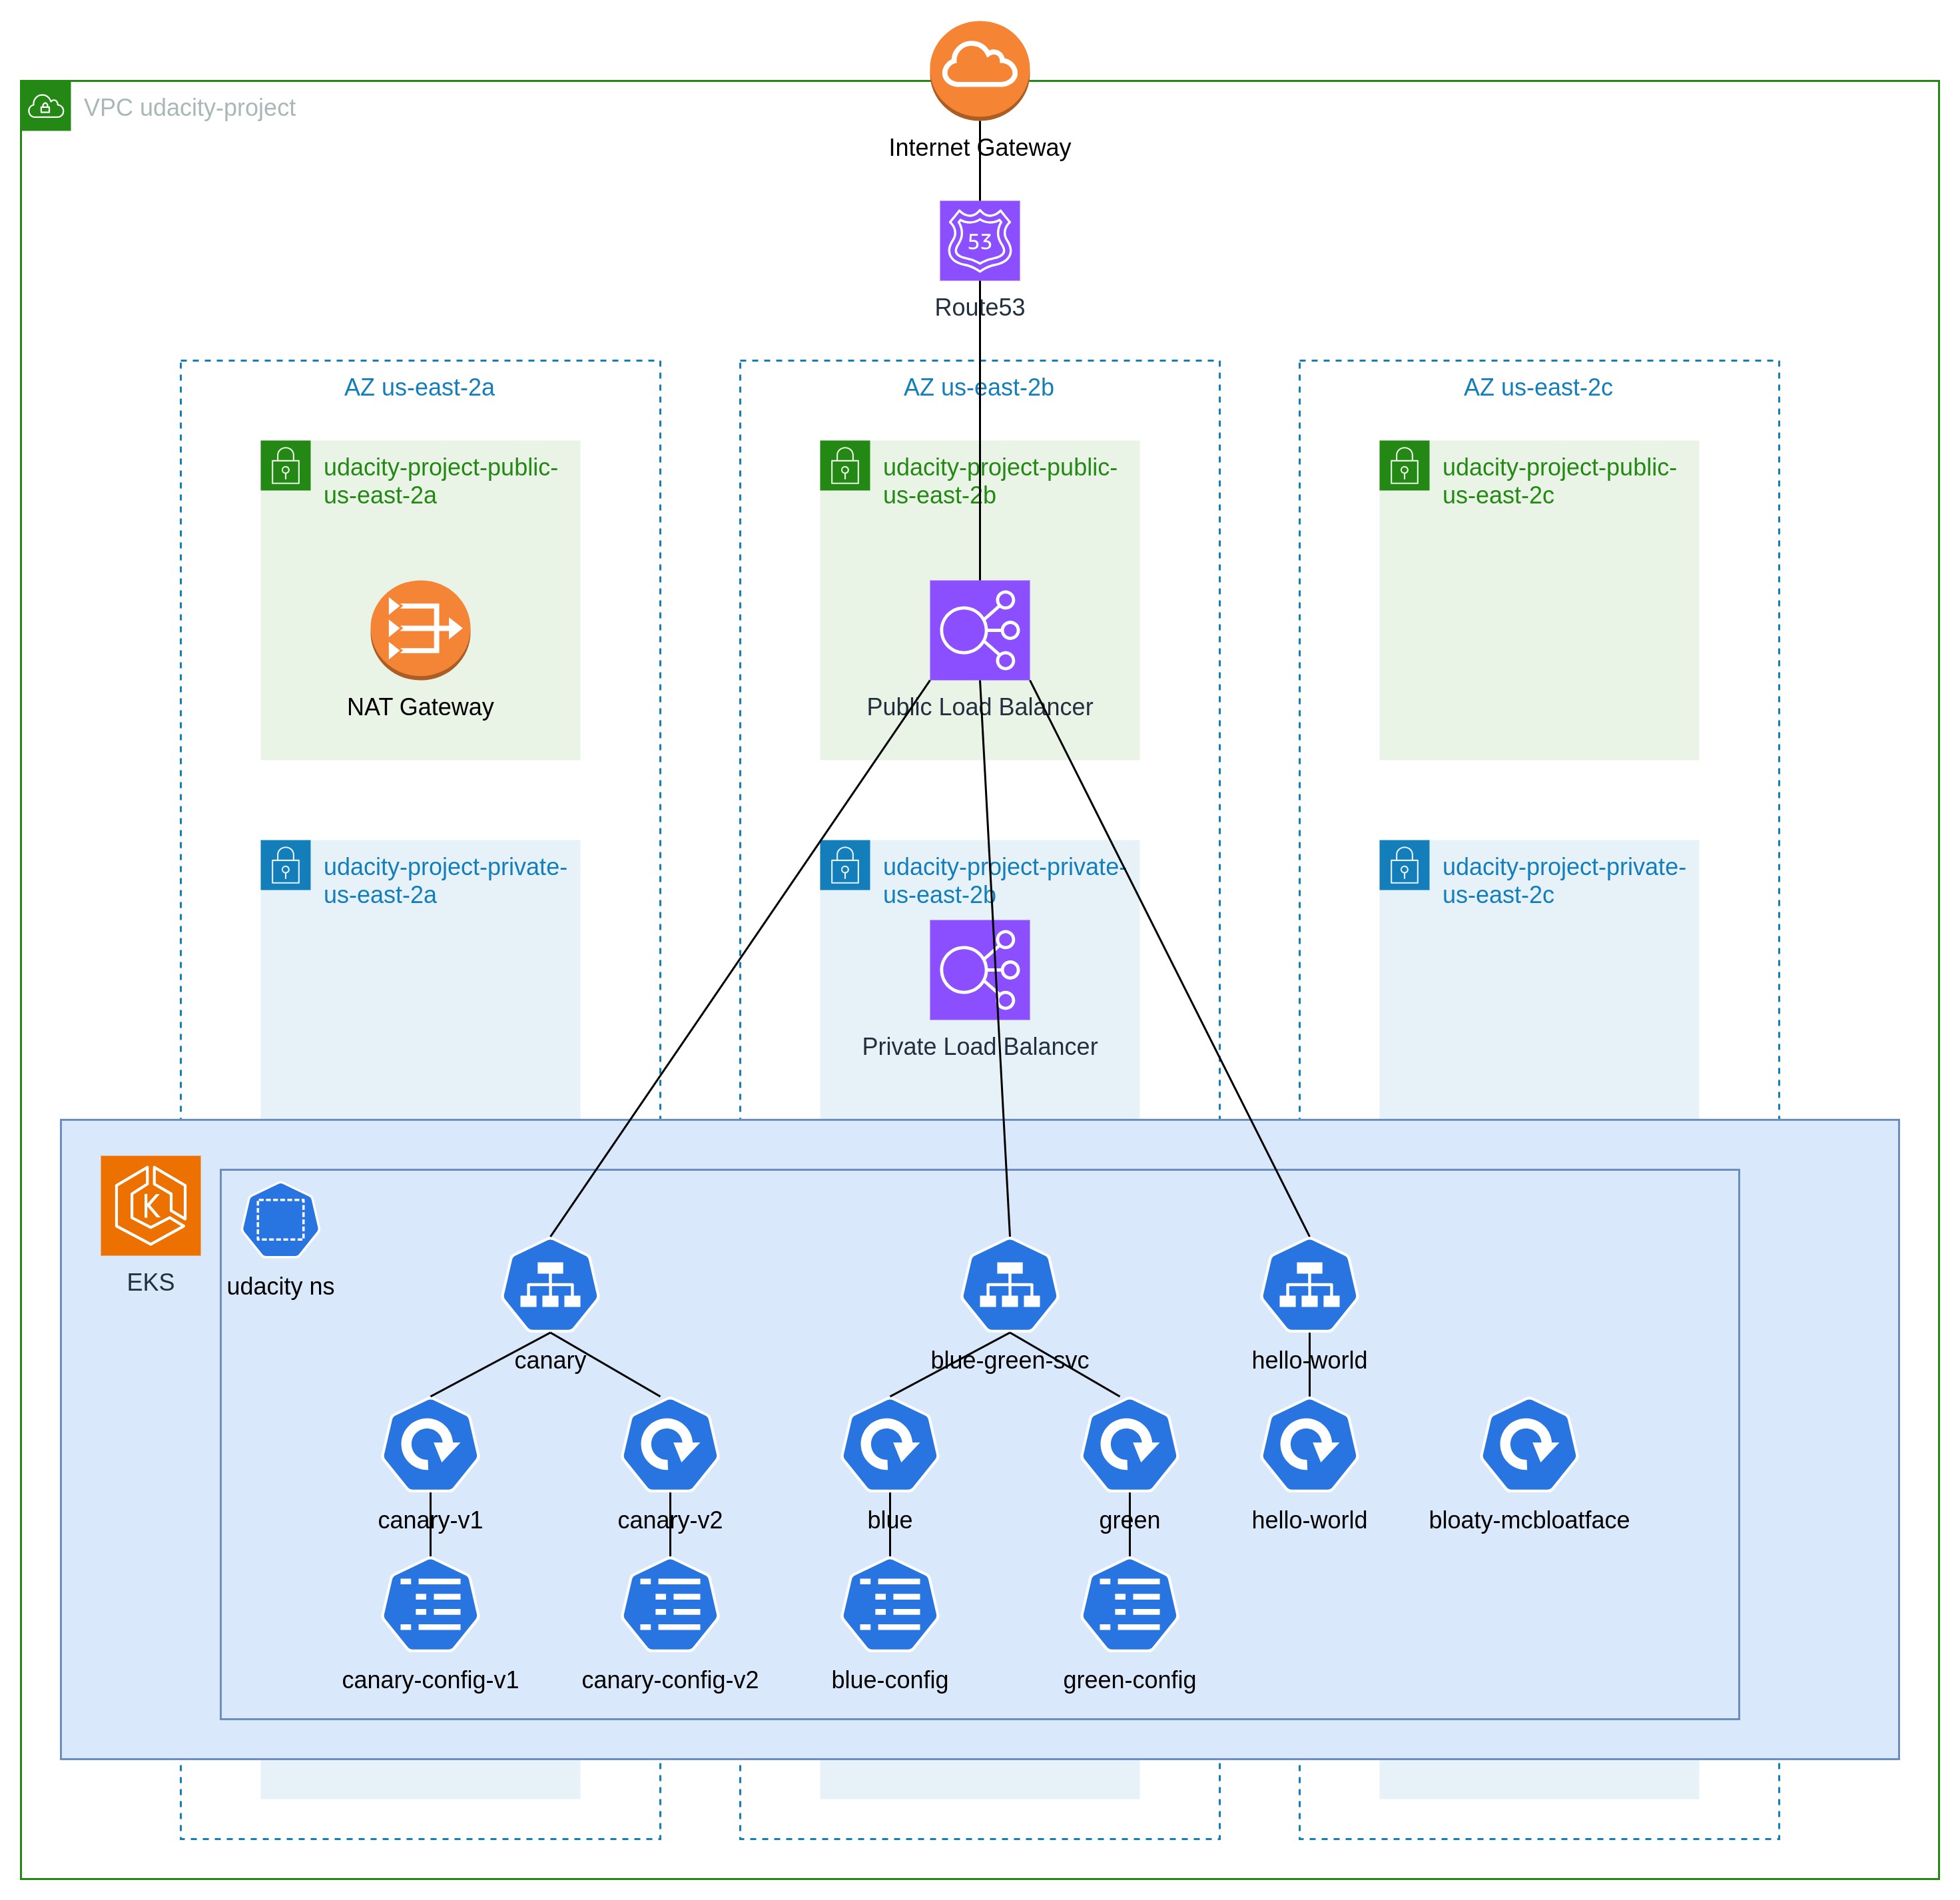 VPC udacity-project
Internet Gateway
53
Route53
AZ us-east-2a
AZ us-east-2b
AZ us-east-2c
udacity-project-public-
us-east-2a
udacity-project-public-
us-east-2b
udacity-project-public-
us-east-2c
NAT Gateway
Public Load Balancer
udacity-project-private-
us-east-2a
udacity-project-private-
us-east-2b
udacity-project-private-
us-east-2c
Private Load Balancer
K
EKS
udacity ns
canary
blue-green-svc
hello-world
canary-v1
canary-v2
blue
green
hello-world
bloaty-mcbloatface
canary-config-v1
canary-config-v2
blue-config
green-config